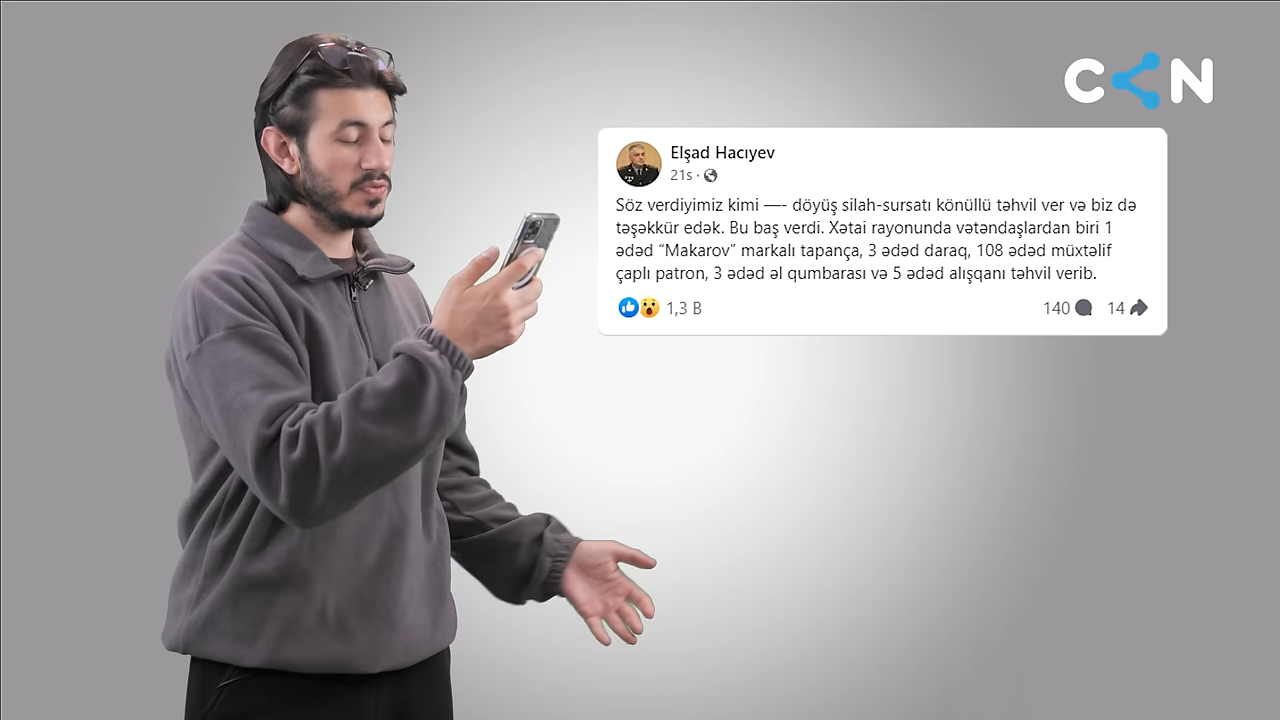 C N
Elşad Hacıyev
21s ·
Söz verdiyimiz kimi —-- döyüş silah-sursatı könüllü təhvil ver və biz də
təşəkkür edək. Bu baş verdi. Xətai rayonunda vətəndaşlardan biri 1
ədəd “Makarov” markalı tapança, 3 ədəd daraq, 108 ədəd müxtəlif
çaplı patron, 3 ədəd əl qumbarası və 5 ədəd alışqanı təhvil verib.
1,3 B 140 14